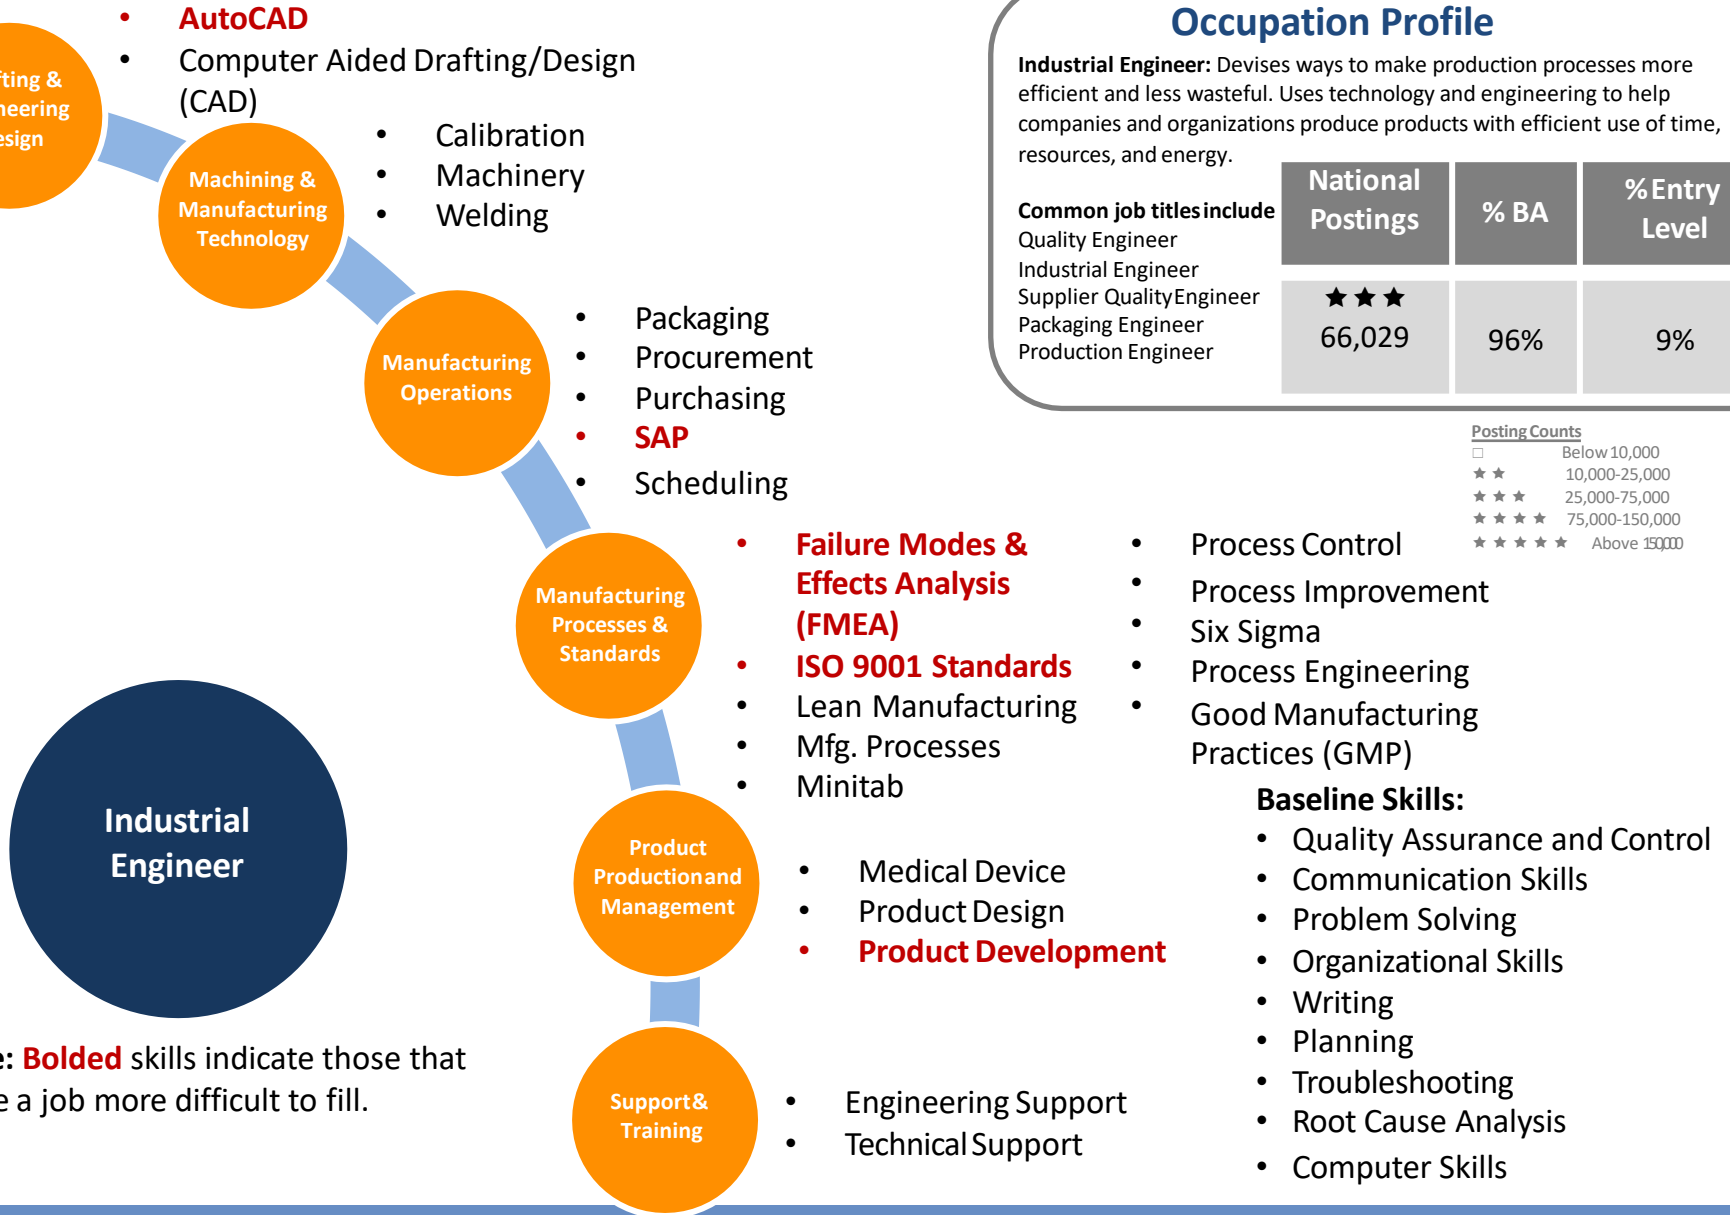 • AutoCAD
• Computer Aided Drafting/Design
(CAD)
Machining &
Manufacturing
Technology
• Calibration
• Machinery
• Welding
Manufacturing
Operations
• Packaging
• Procurement
• Purchasing
• SAP
• Scheduling
Manufacturing
Processes &
Standards
• Failure Modes &
Effects Analysis
(FMEA)
• ISO 9001 Standards
• Lean Manufacturing
• Mfg. Processes
• Minitab
• Process Control
• Process Improvement
• Six Sigma
• Process Engineering
• Good Manufacturing
Practices (GMP)
Product
Production and
Management
• Medical Device
• Product Design
• Product Development
Support &
Training
• Engineering Support
• Technical Support
Industrial
Engineer
Bolded skills indicate those that
a job more difficult to fill.
Occupation Profile
Industrial Engineer: Devises ways to make production processes more
efficient and less wasteful. Uses technology and engineering to help
companies and organizations produce products with efficient use of time,
resources, and energy.
Common job titles include
Quality Engineer
Industrial Engineer
Supplier Quality Engineer
Packaging Engineer
Production Engineer
National
Postings
% BA
% Entry
Level
★★★
66,029
96%
9%
Posting Counts
□ Below 10,000
★★ 10,000-25,000
★★★ 25,000-75,000
★★★★ 75,000-150,000
★★★★★ Above 150,000
Baseline Skills:
• Quality Assurance and Control
• Communication Skills
• Problem Solving
• Organizational Skills
• Writing
• Planning
• Troubleshooting
• Root Cause Analysis
• Computer Skills